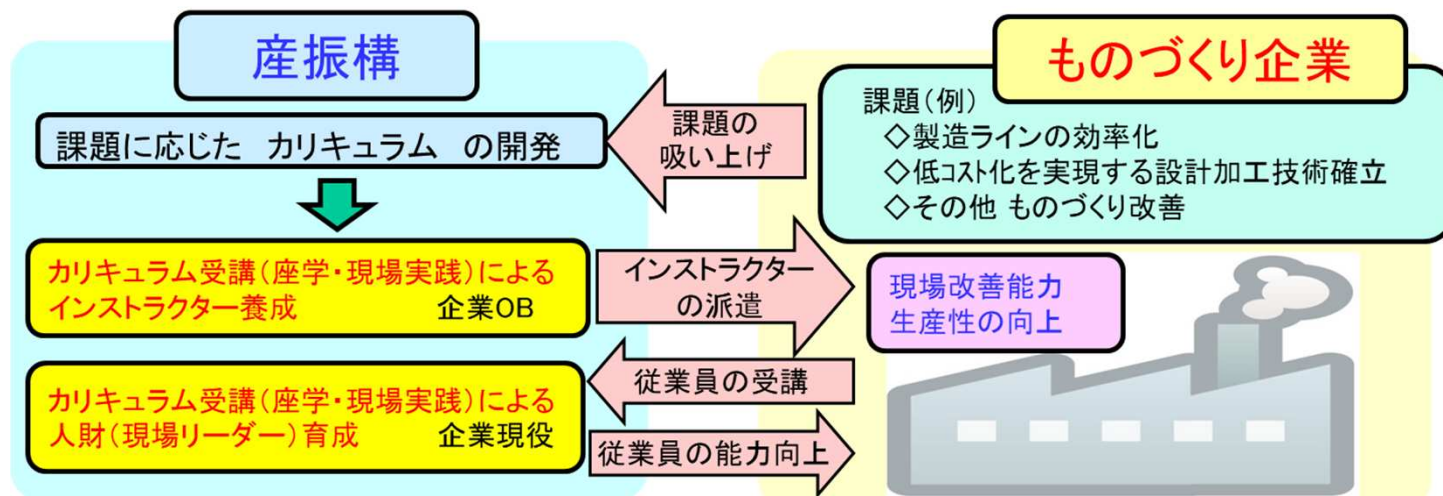 産振構
課題に応じた カリキュラム の開発
カリキュラム受講(座学・現場実践)による
インストラクター養成 企業OB
カリキュラム受講(座学・現場実践)による
人財(現場リーダー)育成 企業現役
課題の
吸い上げ
インストラクター
の派遣
従業員の受講
従業員の能力向上
ものづくり企業
課題(例)
◇製造ラインの効率化
◇低コスト化を実現する設計加工技術確立
◇その他 ものづくり改善
現場改善能力
生産性の向上